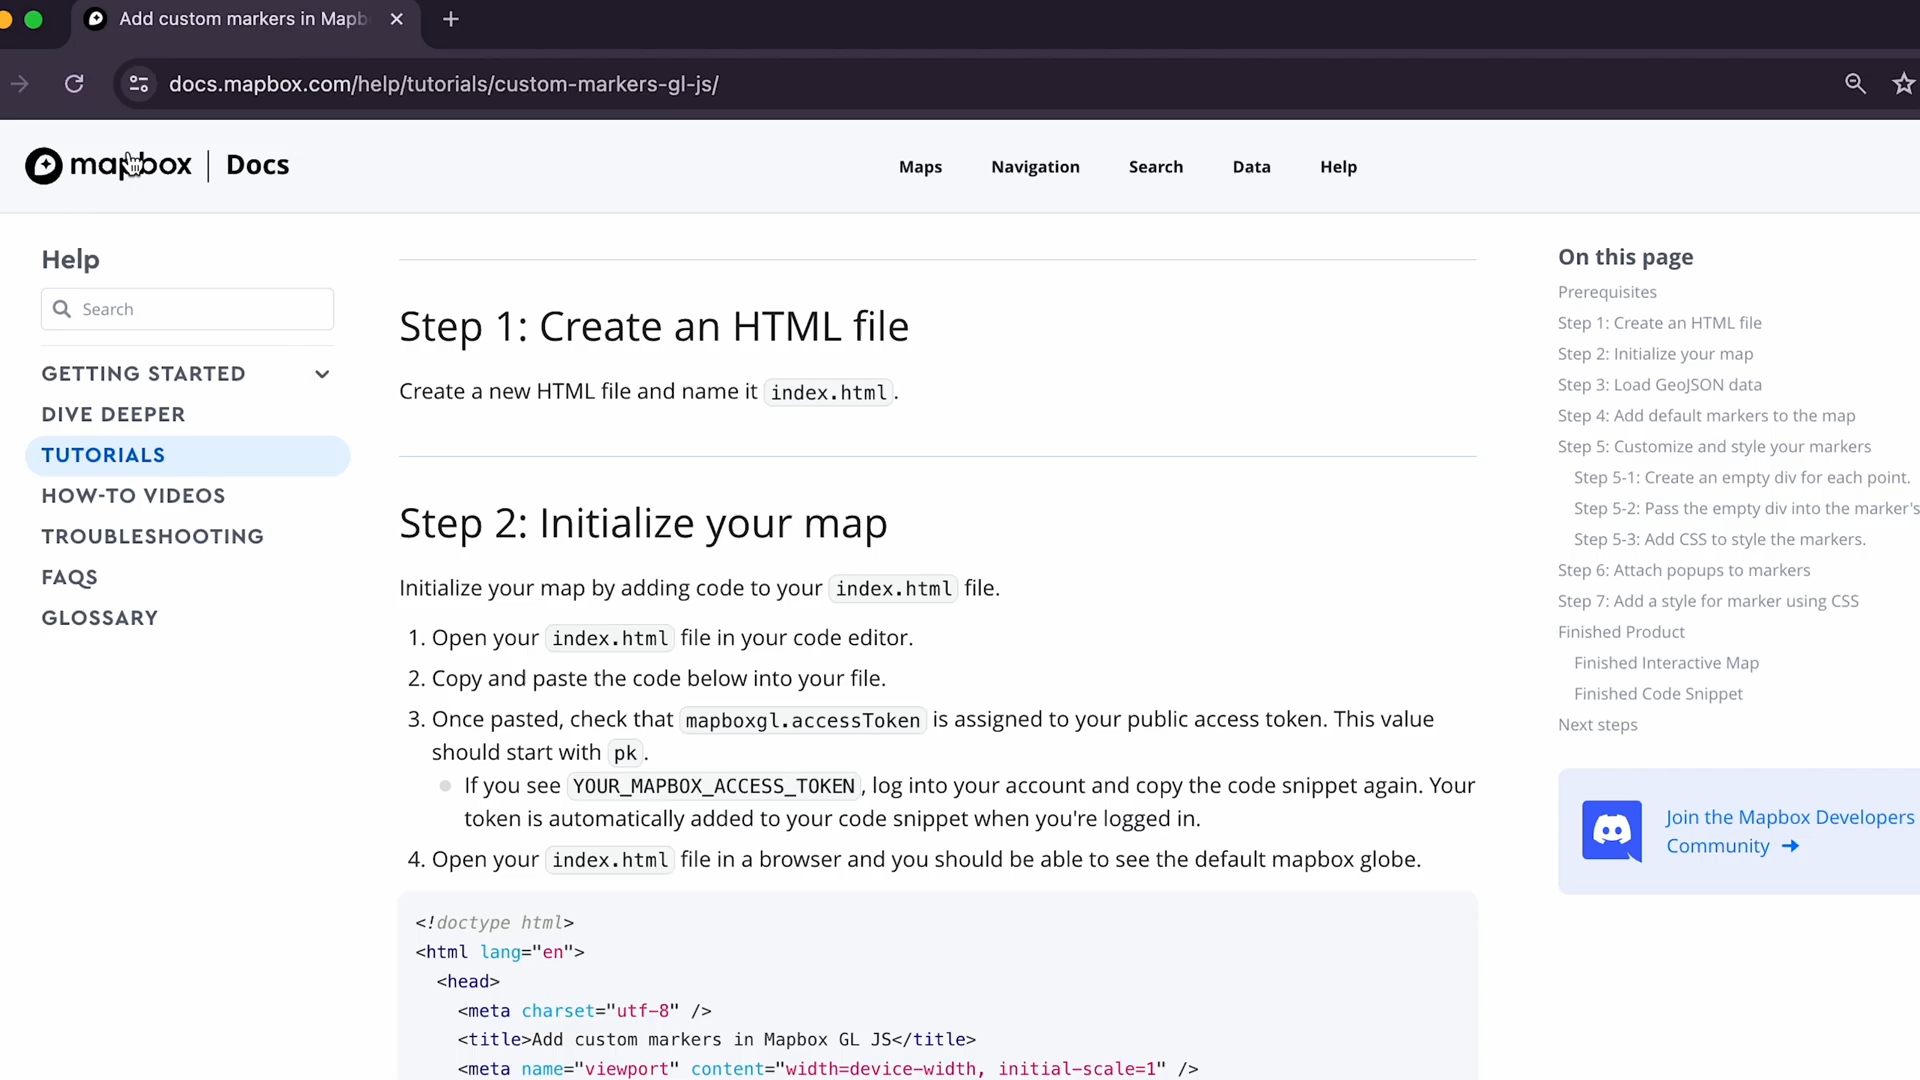 Add custom markers in Mapb
docs.mapbox.com/help/tutorials/custom-markers-gl-js/
mapbox | Docs
Maps
Navigation
Search
Data
Help
Help
Search
GETTING STARTED
DIVE DEEPER
TUTORIALS
HOW-TO VIDEOS
TROUBLESHOOTING
FAQS
GLOSSARY
Step 1: Create an HTML file
Create a new HTML file and name it index.html.
Step 2: Initialize your map
Initialize your map by adding code to your index.html file.
1. Open your index.html file in your code editor.
2. Copy and paste the code below into your file.
3. Once pasted, check that mapboxgl.accessToken is assigned to your public access token. This value
should start with pk.
If you see YOUR_MAPBOX_ACCESS_TOKEN, log into your account and copy the code snippet again. Your
token is automatically added to your code snippet when you're logged in.
4. Open your index.html file in a browser and you should be able to see the default mapbox globe.
<!doctype html>
<html lang="en">
<head>
<meta charset="utf-8" />
<title>Add custom markers in Mapbox GL JS</title>
<meta name="viewport" content="width=device-width, initial-scale=1" />
On this page
Prerequisites
Step 1: Create an HTML file
Step 2: Initialize your map
Step 3: Load GeoJSON data
Step 4: Add default markers to the map
Step 5: Customize and style your markers
Step 5-1: Create an empty div for each point.
Step 5-2: Pass the empty div into the marker's
Step 5-3: Add CSS to style the markers.
Step 6: Attach popups to markers
Step 7: Add a style for marker using CSS
Finished Product
Finished Interactive Map
Finished Code Snippet
Next steps
Join the Mapbox Developers
Community →